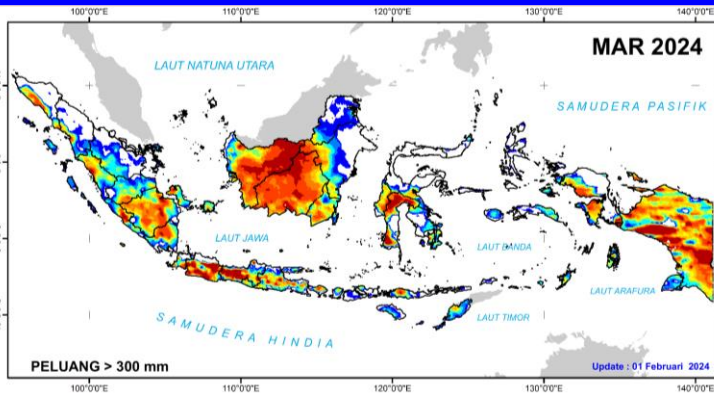 100°0'0"E 110°0'0"E 120°0'0"E 130°0'0"E 140°0'0"E
MAR 2024
LAUT NATUNA UTARA
SAMUDERA PASIFIK
LAUT JAWA
LAUT BANDA
LAUT ARAFURA
SAMUDERA HINDIA
LAUT TIMOR
PELUANG > 300 mm
Update : 01 Februari 2024
100°0'0"E 110°0'0"E 120°0'0"E 130°0'0"E 140°0'0"E